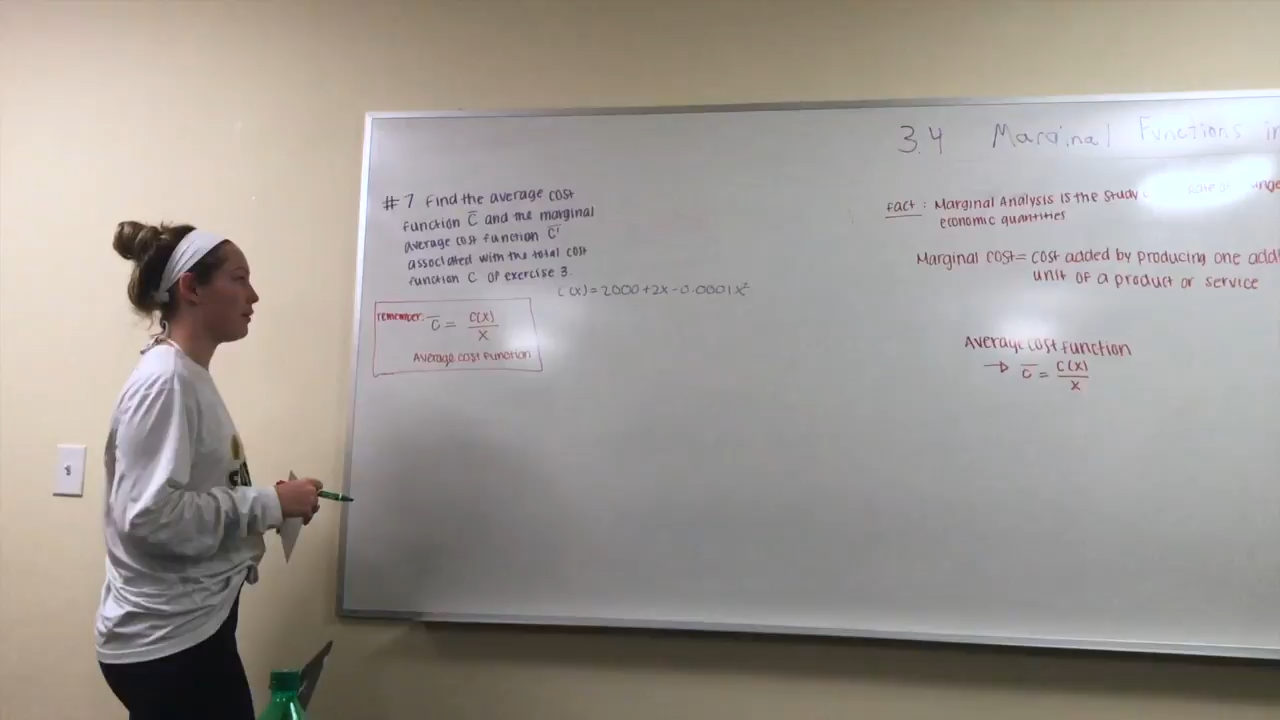 # 7 Find the average cost
function C̅ and the marginal
average cost function C̅'
associated with the total cost
function C of exercise 3.
C(x) = 2000 + 2x - 0.0001x²
remember: C̅ = C(x)/x
Average cost function
3.4 Marginal Functions in
fact: Marginal Analysis is the study
economic quantities
Marginal cost = cost added by producing one
unit of a product or service
Average cost function
→ C̅ = C(x)/x